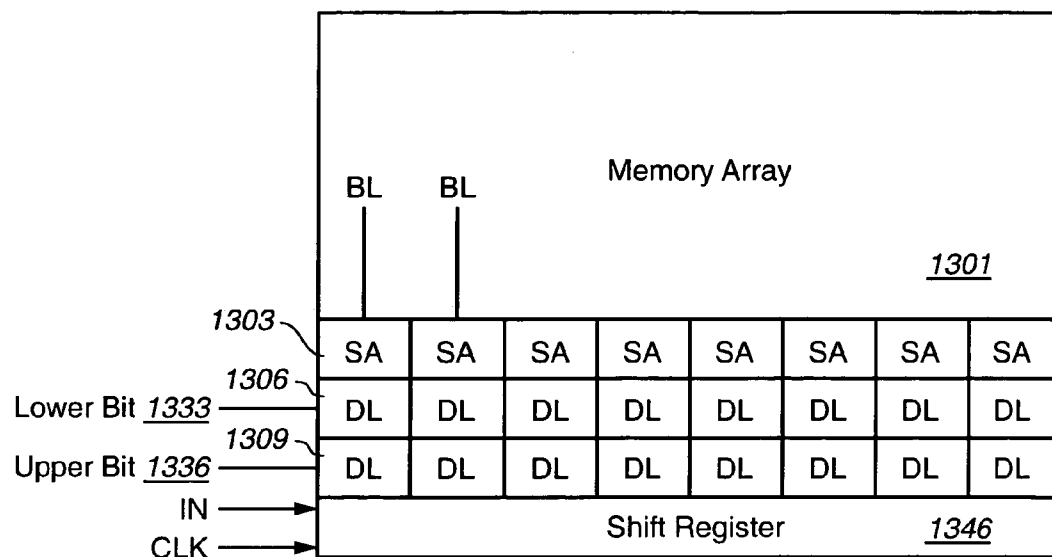 Memory Array
BL BL
1301
1303
SA SA SA SA SA SA SA SA
1306
Lower Bit 1333 DL DL DL DL DL DL DL DL
1309
Upper Bit 1336 DL DL DL DL DL DL DL DL
IN
Shift Register 1346
CLK